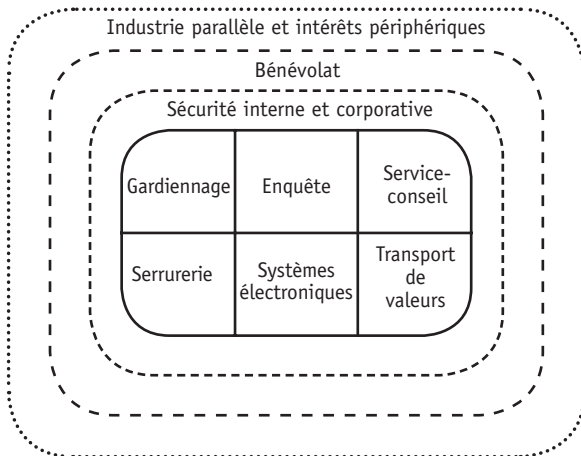 Industrie parallèle et intérêts périphériques
Bénévolat
Sécurité interne et corporative
Gardiennage
Enquête
Service-
conseil
Serrurerie
Systèmes
électroniques
Transport
de
valeurs